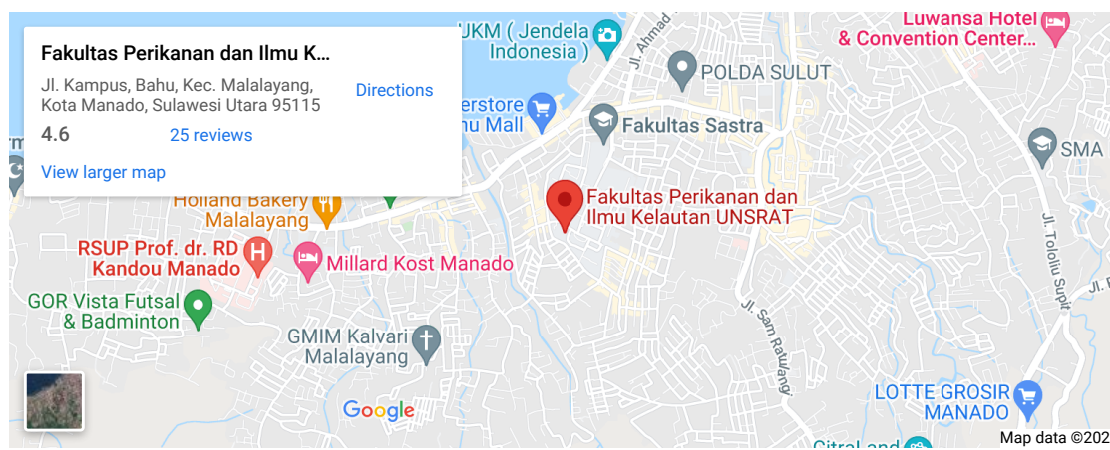 Fakultas Perikanan dan Ilmu K...
Jl. Kampus, Bahu, Kec. Malalayang,
Kota Manado, Sulawesi Utara 95115
Directions
4.6
25 reviews
View larger map
UKM ( Jendela
Indonesia )
Jl. Ahmad
Luwansa Hotel
& Convention Center...
POLDA SULUT
erstore
nu Mall
Fakultas Sastra
SMA
Fakultas Perikanan dan
Ilmu Kelautan UNSRAT
Holland Bakery
Malalayang
RSUP Prof. dr. RD
Kandou Manado
Millard Kost Manado
Jl. Tololiu Supit
GOR Vista Futsal
& Badminton
GMIM Kalvari
Malalayang
Jl. Sam Ratulangi
LOTTE GROSIR
MANADO
Google
CitraLand
Map data ©202